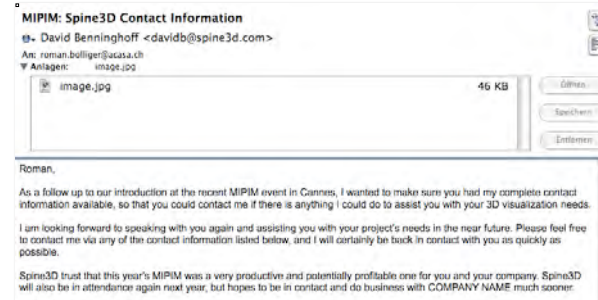 MIPIM: Spine3D Contact Information
David Benninghoff <davidb@spine3d.com>
An: roman.bolliger@acasa.ch
Anlagen: image.jpg
image.jpg 46 KB
Öffnen
Speichern
Entfernen
Roman,
As a follow up to our introduction at the recent MIPIM event in Cannes, I wanted to make sure you had my complete contact
information available, so that you could contact me if there is anything I could do to assist you with your 3D visualization needs.
I am looking forward to speaking with you again and assisting you with your project's needs in the near future. Please feel free
to contact me via any of the contact information listed below, and I will certainly be back in contact with you as quickly as
possible.
Spine3D trust that this year's MIPIM was a very productive and potentially profitable one for you and your company. Spine3D
will also be in attendance again next year, but hopes to be in contact and do business with COMPANY NAME much sooner.